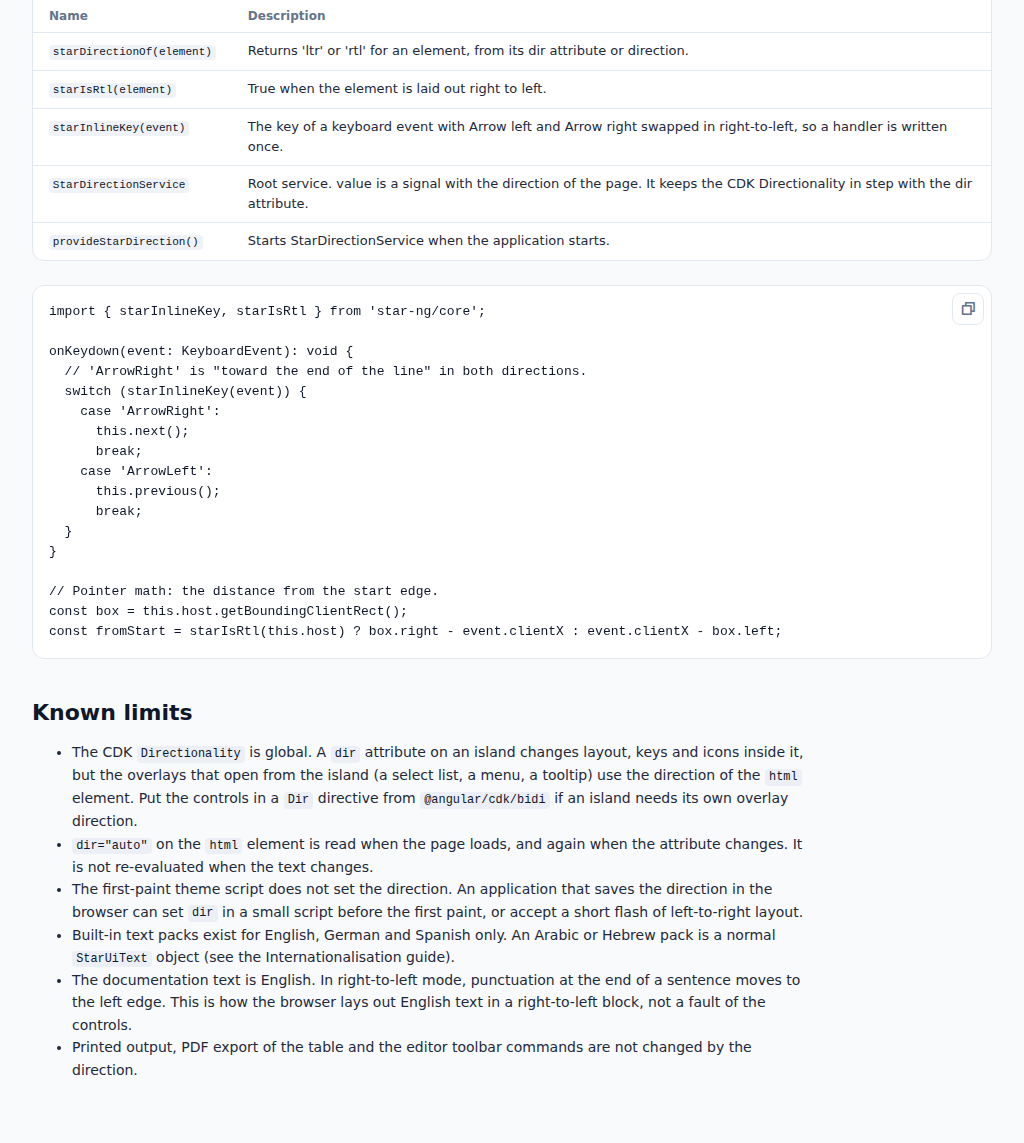 Name Description
starDirectionOf(element) Returns 'ltr' or 'rtl' for an element, from its dir attribute or direction.
starIsRtl(element) True when the element is laid out right to left.
starInlineKey(event) The key of a keyboard event with Arrow left and Arrow right swapped in right-to-left, so a handler is written
once.
StarDirectionService Root service. value is a signal with the direction of the page. It keeps the CDK Directionality in step with the dir
attribute.
provideStarDirection() Starts StarDirectionService when the application starts.
import { starInlineKey, starIsRtl } from 'star-ng/core';

onKeydown(event: KeyboardEvent): void {
  // 'ArrowRight' is "toward the end of the line" in both directions.
  switch (starInlineKey(event)) {
    case 'ArrowRight':
      this.next();
      break;
    case 'ArrowLeft':
      this.previous();
      break;
  }
}

// Pointer math: the distance from the start edge.
const box = this.host.getBoundingClientRect();
const fromStart = starIsRtl(this.host) ? box.right - event.clientX : event.clientX - box.left;
Known limits
• The CDK Directionality is global. A dir attribute on an island changes layout, keys and icons inside it,
but the overlays that open from the island (a select list, a menu, a tooltip) use the direction of the html
element. Put the controls in a Dir directive from @angular/cdk/bidi if an island needs its own overlay
direction.
• dir="auto" on the html element is read when the page loads, and again when the attribute changes. It
is not re-evaluated when the text changes.
• The first-paint theme script does not set the direction. An application that saves the direction in the
browser can set dir in a small script before the first paint, or accept a short flash of left-to-right layout.
• Built-in text packs exist for English, German and Spanish only. An Arabic or Hebrew pack is a normal
StarUiText object (see the Internationalisation guide).
• The documentation text is English. In right-to-left mode, punctuation at the end of a sentence moves to
the left edge. This is how the browser lays out English text in a right-to-left block, not a fault of the
controls.
• Printed output, PDF export of the table and the editor toolbar commands are not changed by the
direction.